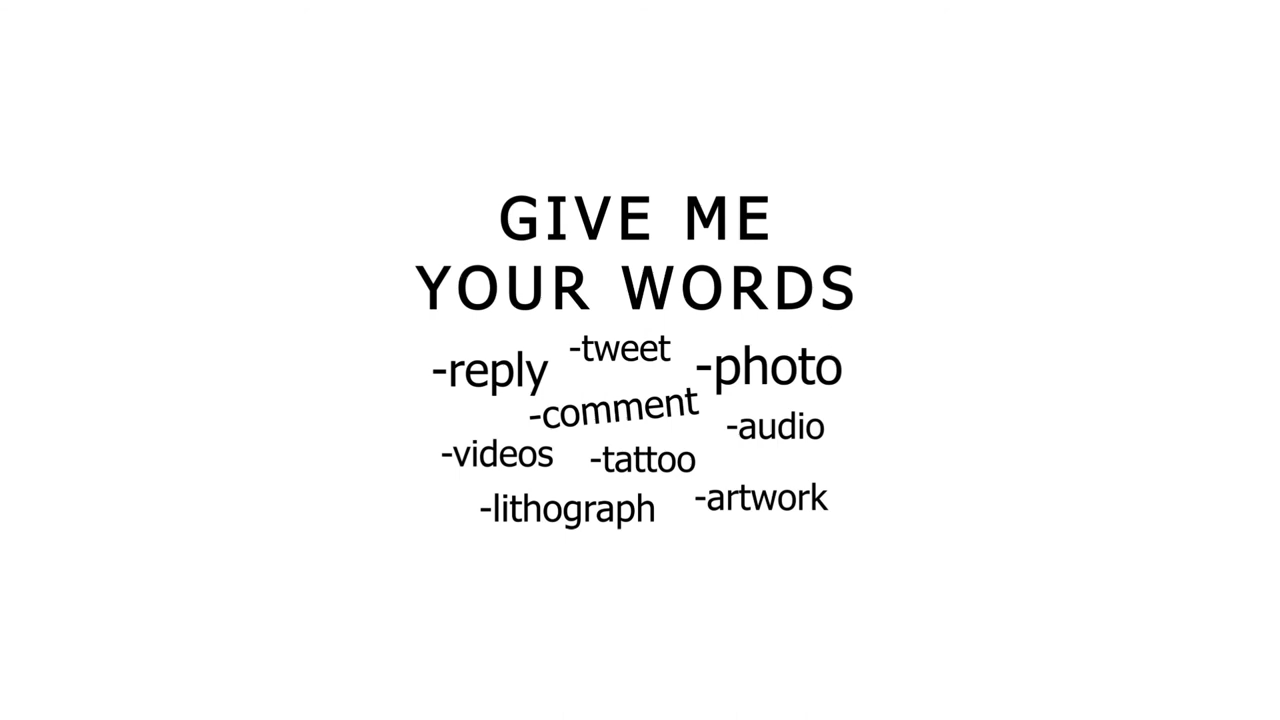 GIVE ME
YOUR WORDS
-reply -tweet -photo
-comment -audio
-videos -tattoo
-lithograph -artwork